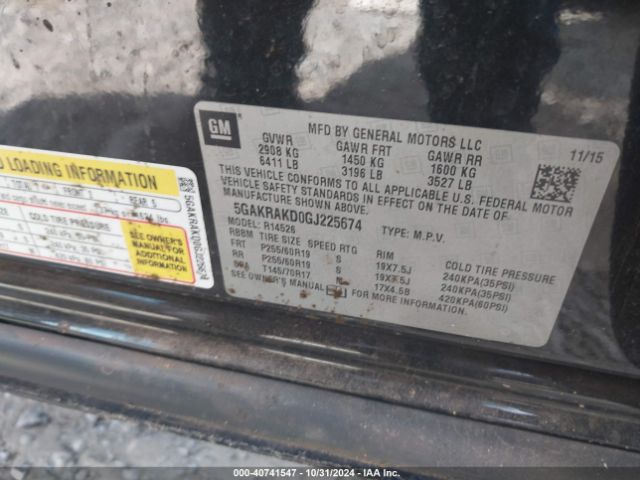 GM
MFD BY GENERAL MOTORS LLC
11/15
GVWR GAWR FRT GAWR RR
2908 KG 1450 KG 1600 KG
6411 LB 3196 LB 3527 LB
THIS VEHICLE CONFORMS TO ALL APPLICABLE U.S. FEDERAL MOTOR
VEHICLE SAFETY STANDARDS IN EFFECT ON THE DATE OF
MANUFACTURE SHOWN ABOVE.
5GAKRAKD0GJ225674 TYPE: M.P.V.
MODEL: R14526
RBBM TIRE SIZE SPEED RTG RIM COLD TIRE PRESSURE
FRT P255/60R19 S 19X7.5J 240KPA(35PSI)
RR P255/60R19 S 19X7.5J 240KPA(35PSI)
SPA T145/70R17 M 17X4.5B 420KPA(60PSI)
SEE OWNER'S MANUAL FOR MORE INFORMATION.
LOADING INFORMATION
FRONT REAR 5
COLD TIRE
SEE OWNER'S
MANUAL FOR
ADDITIONAL
INFORMATION
5GAKRAKD0GJ225674
000-40741547 - 10/31/2024 - IAA Inc.